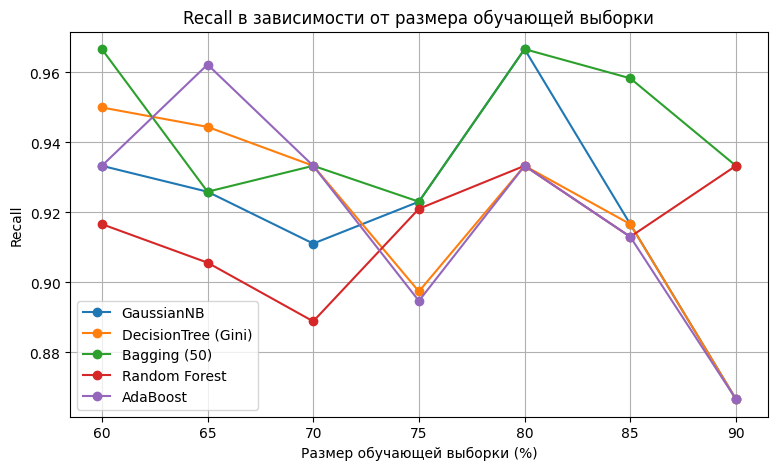 Recall в зависимости от размера обучающей выборки
Recall
0.96
0.94
0.92
0.90
0.88
GaussianNB
DecisionTree (Gini)
Bagging (50)
Random Forest
AdaBoost
60 65 70 75 80 85 90
Размер обучающей выборки (%)